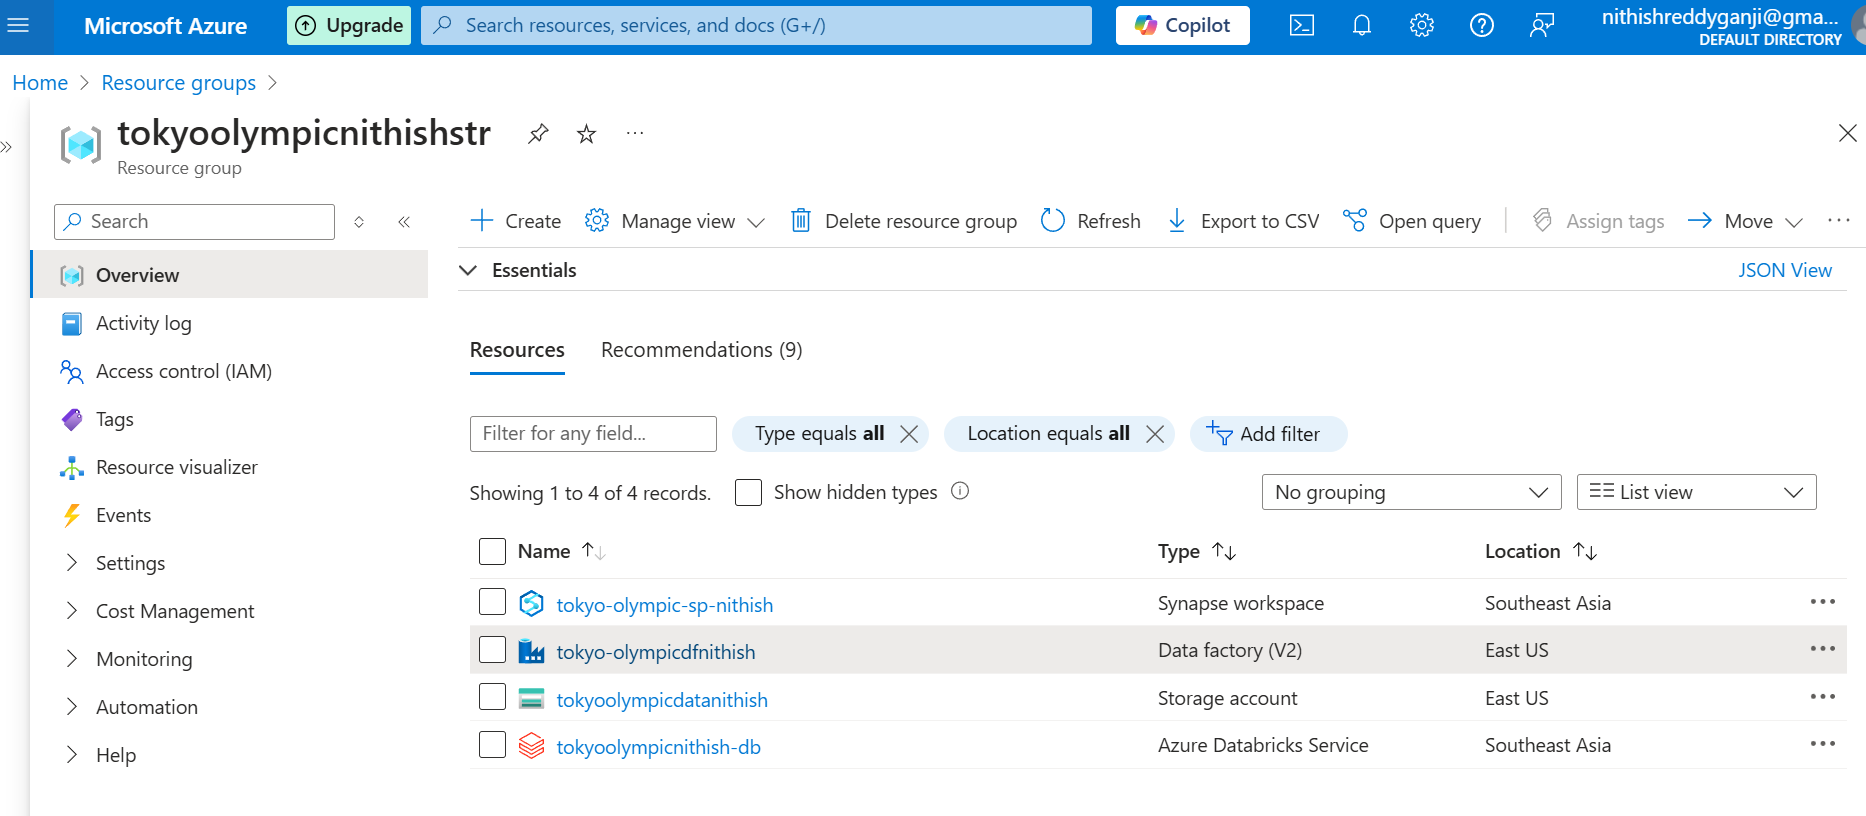 Microsoft Azure
Upgrade
Search resources, services, and docs (G+/)
Copilot
nithishreddyganji@gma...
DEFAULT DIRECTORY
Home > Resource groups >
tokyoolympicnithishstr
...
Resource group
Search
Create
Manage view
Delete resource group
Refresh
Export to CSV
Open query
Assign tags
Move
...
Overview
Activity log
Access control (IAM)
Tags
Resource visualizer
Events
Settings
Cost Management
Monitoring
Automation
Help
Essentials
JSON View
Resources
Recommendations (9)
Filter for any field...
Type equals all
Location equals all
Add filter
Showing 1 to 4 of 4 records.
Show hidden types
No grouping
List view
Name Type Location
tokyo-olympic-sp-nithish Synapse workspace Southeast Asia ...
tokyo-olympicdfnithish Data factory (V2) East US ...
tokyoolympicdatanithish Storage account East US ...
tokyoolympicnithish-db Azure Databricks Service Southeast Asia ...